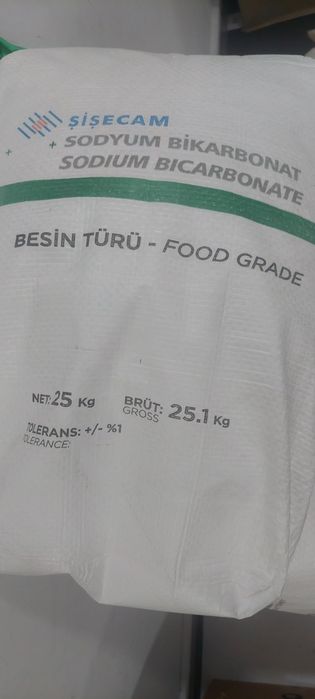 ŞİŞECAM
SODYUM BİKARBONAT
SODIUM BICARBONATE
BESİN TÜRÜ - FOOD GRADE
NET: 25 Kg
BRÜT: 25.1 Kg
GROSS
TOLERANS: +/- %1
TOLERANCE: